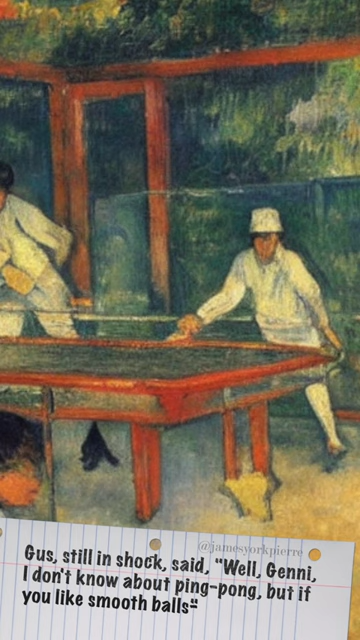 @jamesyorkpierre
Gus, still in shock, said, "Well, Genni,
I don't know about ping-pong, but if
you like smooth balls"